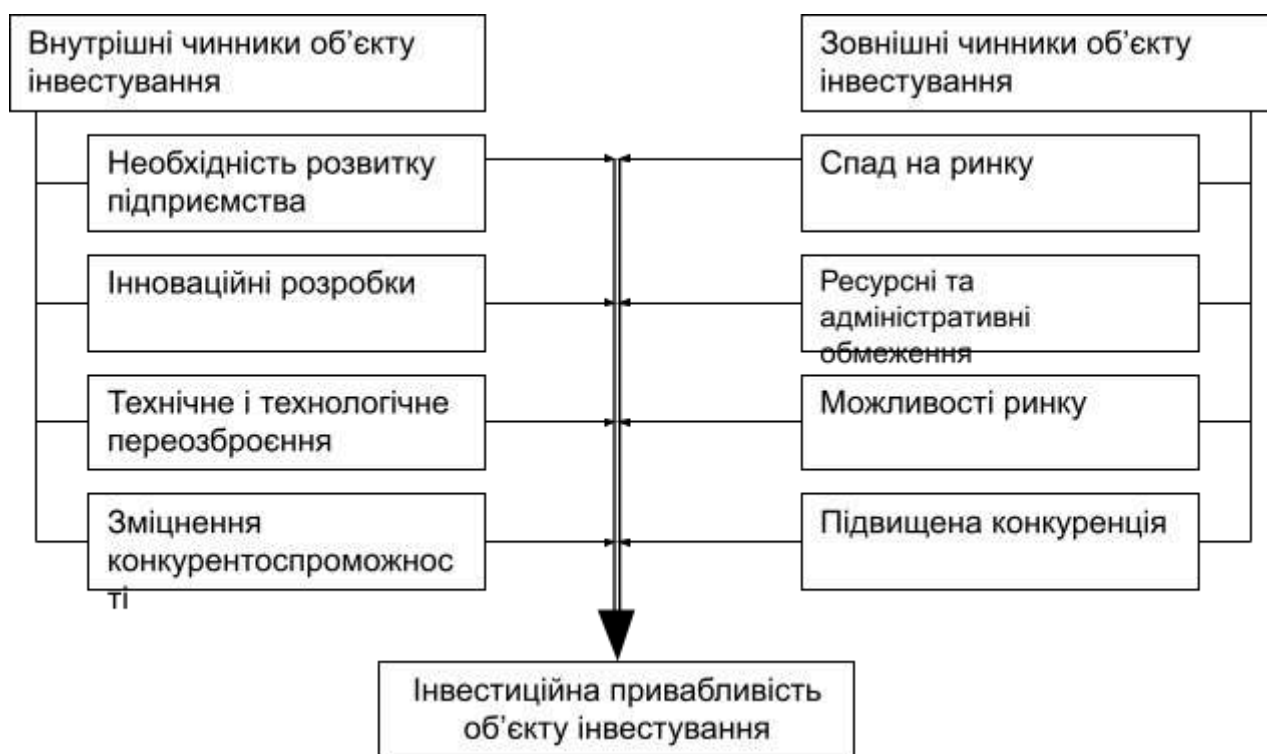 Внутрішні чинники об’єкту
інвестування
Зовнішні чинники об’єкту
інвестування
Необхідність розвитку
підприємства
Спад на ринку
Інноваційні розробки
Ресурсні та
адміністративні
обмеження
Технічне і технологічне
переозброєння
Можливості ринку
Зміцнення
конкурентоспроможнос
ті
Підвищена конкуренція
Інвестиційна привабливість
об’єкту інвестування